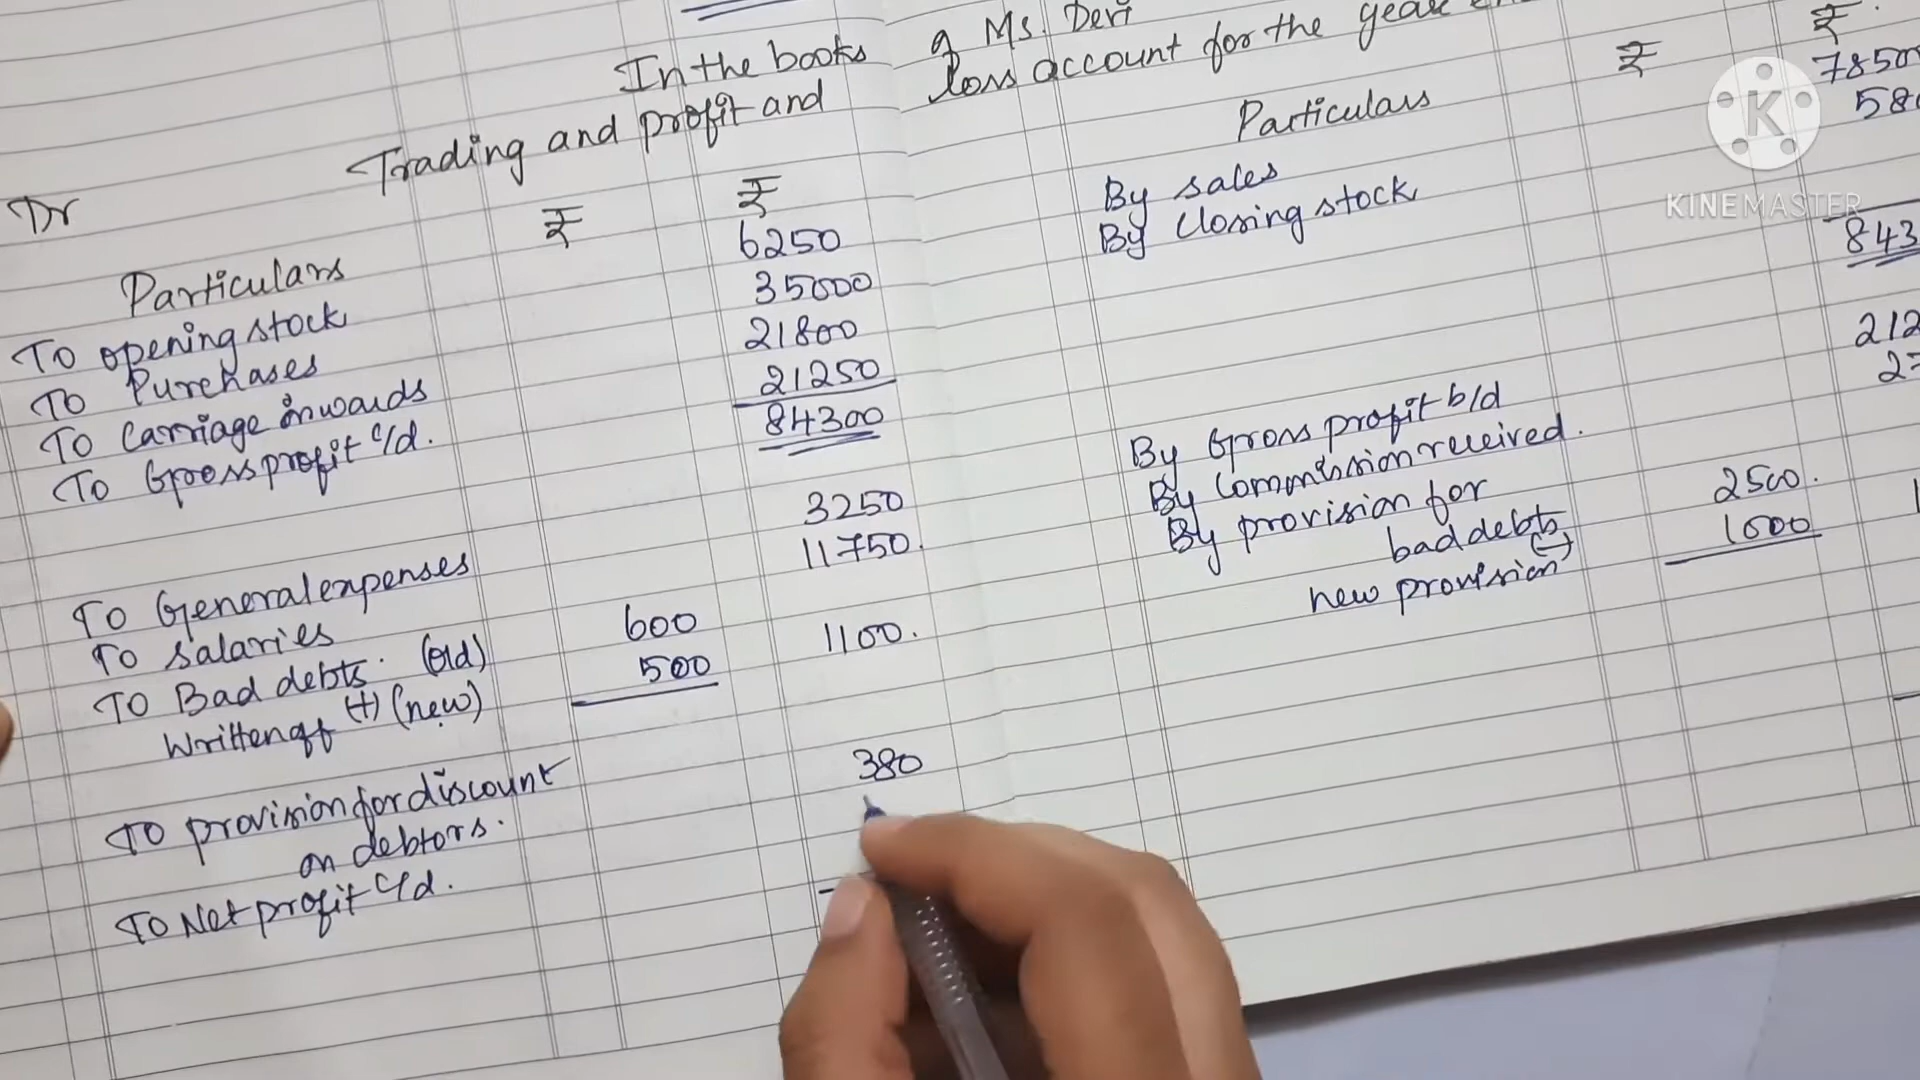 In the books of Ms. Devi
Trading and profit and loss account for the year
Dr
Particulars ₹ ₹
To opening stock 6250
To Purchases 35000
To Carriage inwards 21800
To Gross profit c/d. 21250
84300
To General expenses 3250
To Salaries 11750.
To Bad debts. (old) 600
Written off (+) (new) 500 1100.
To provision for discount
on debtors. 380
To Net profit c/d.
Particulars ₹ ₹
By Sales
By Closing stock
By Gross profit b/d
By Commission received.
By provision for 2500.
bad debts 1000
(-)
new provision
KINEMASTER
K